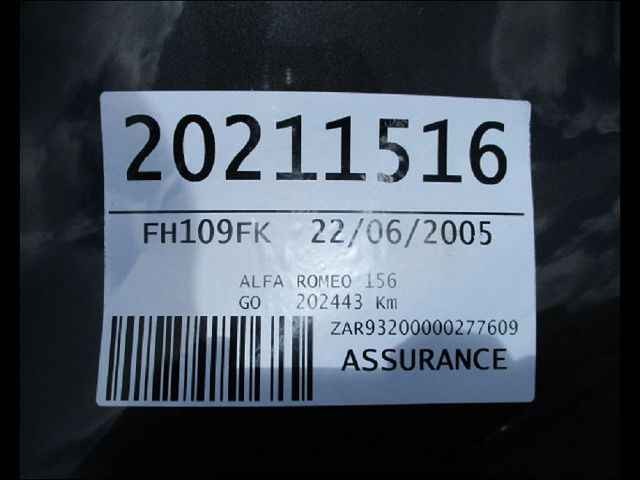 20211516
FH109FK 22/06/2005
ALFA ROMEO 156
GO 202443 Km
ZAR93200000277609
ASSURANCE